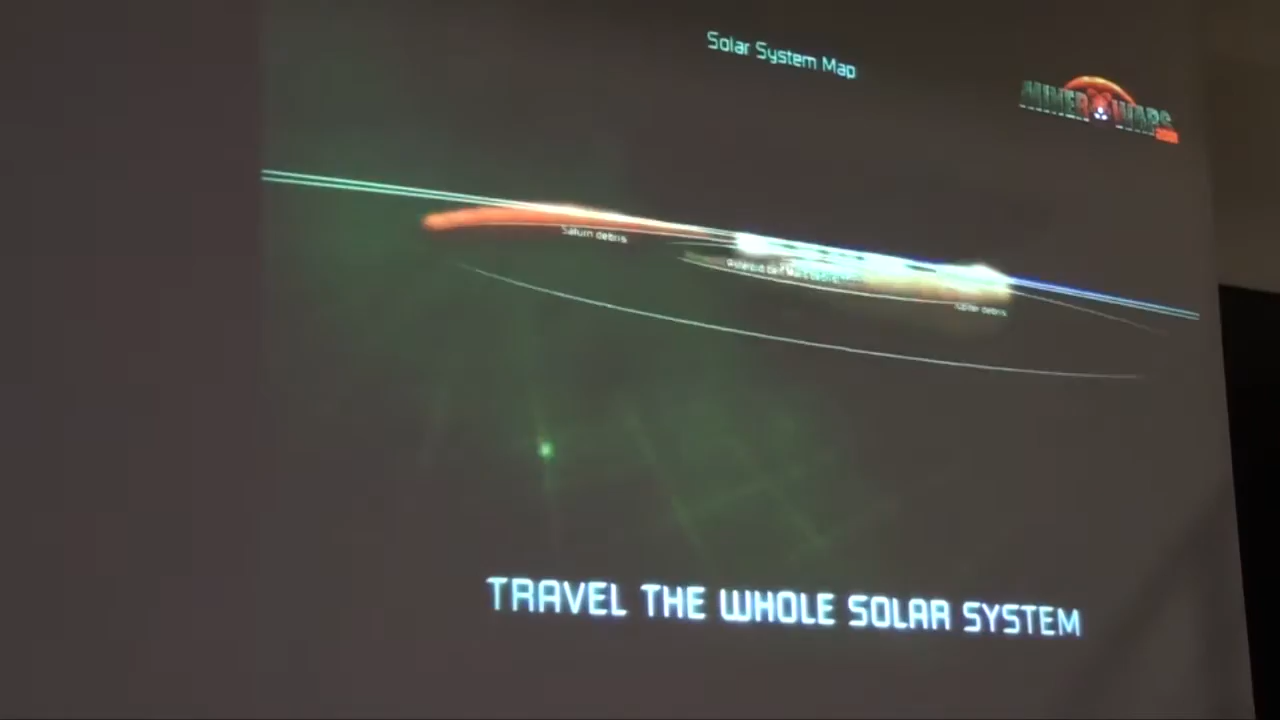 Solar System Map
MINER WARS
Saturn debris
Jupiter debris
TRAVEL THE WHOLE SOLAR SYSTEM